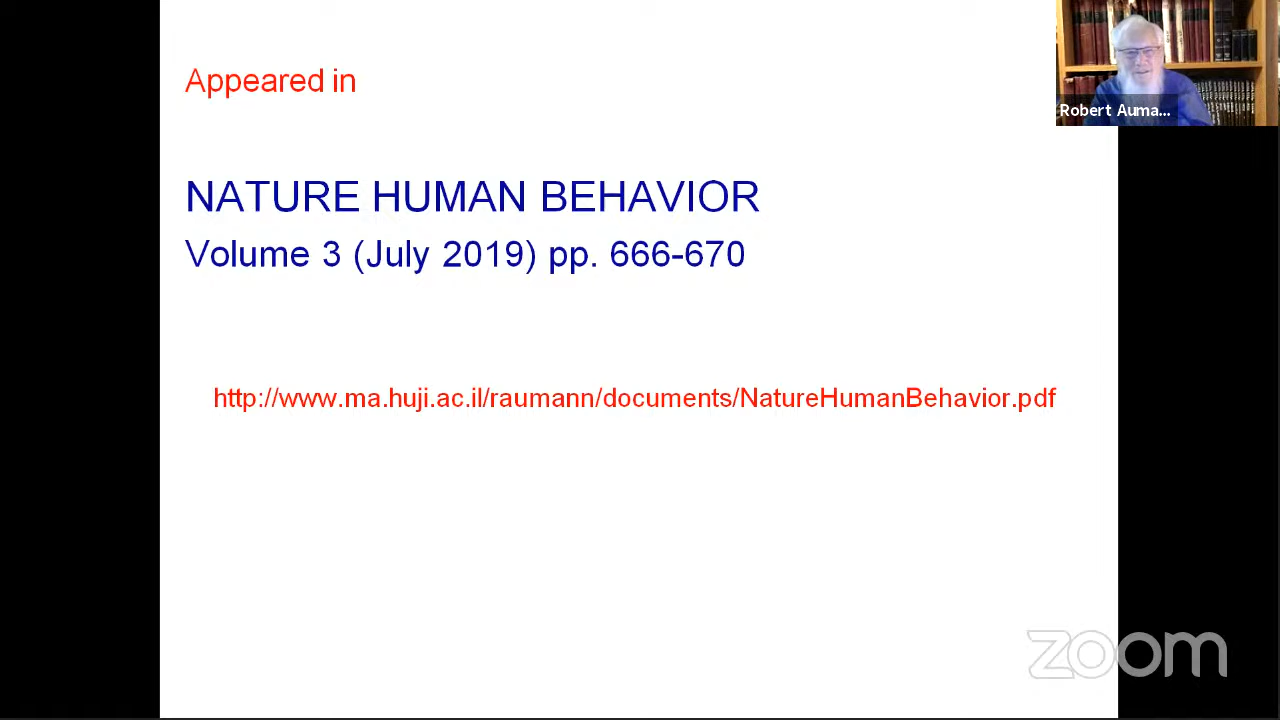 Appeared in
Robert Auma...
NATURE HUMAN BEHAVIOR
Volume 3 (July 2019) pp. 666-670
http://www.ma.huji.ac.il/raumann/documents/NatureHumanBehavior.pdf
zoom